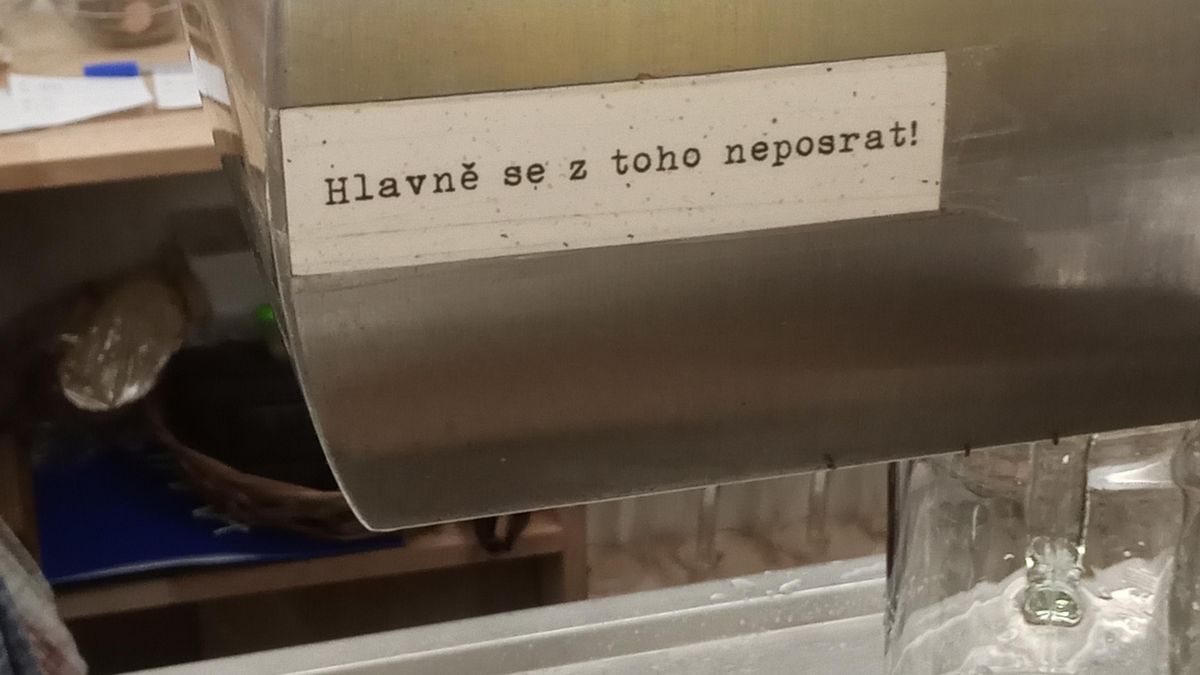 Hlavně se z toho neposrat!